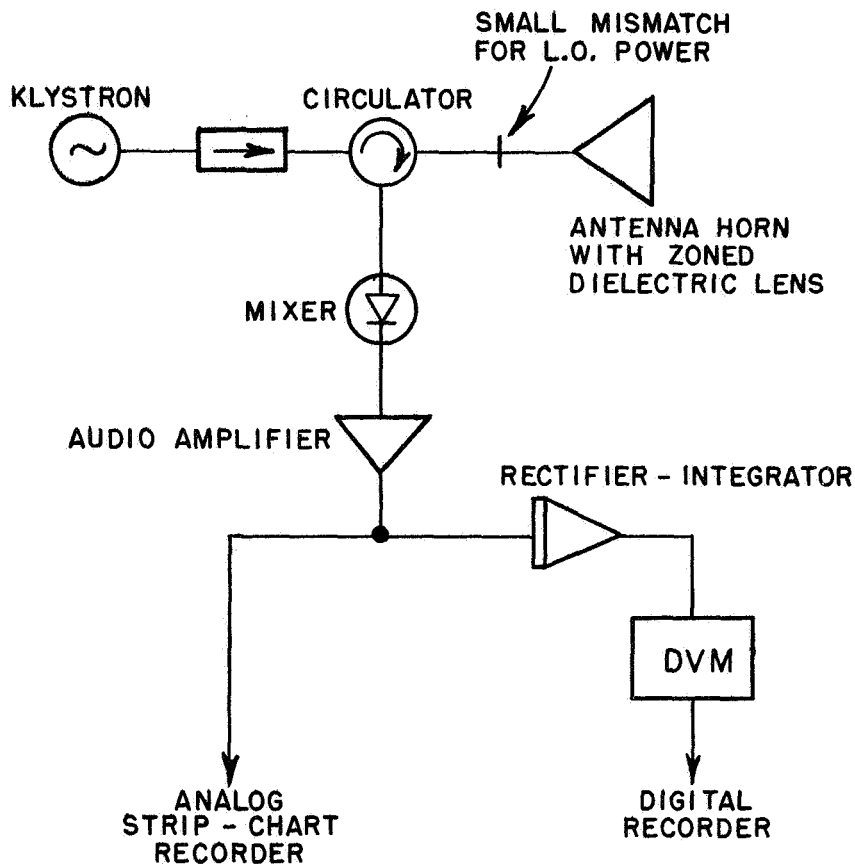 SMALL MISMATCH
FOR L.O. POWER
KLYSTRON
CIRCULATOR
ANTENNA HORN
WITH ZONED
DIELECTRIC LENS
MIXER
AUDIO AMPLIFIER
RECTIFIER - INTEGRATOR
DVM
ANALOG
STRIP - CHART
RECORDER
DIGITAL
RECORDER